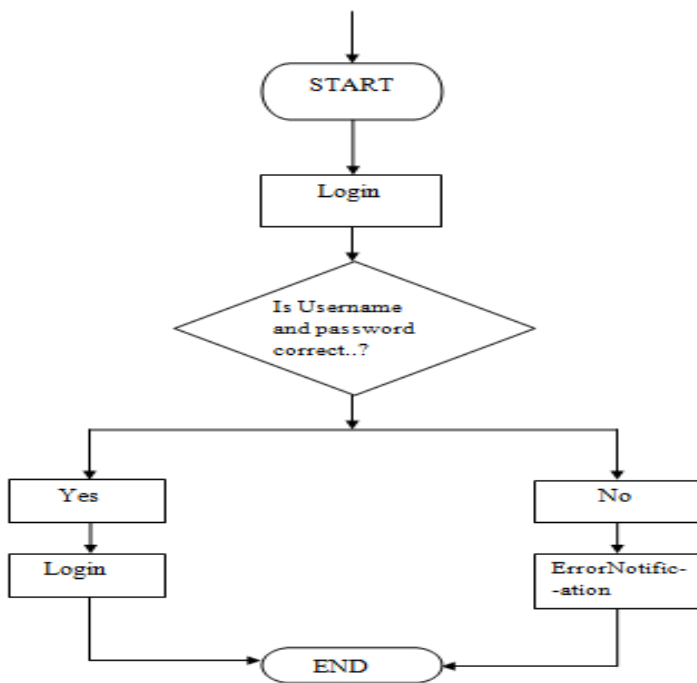 START
Login
Is Username
and password
correct..?
Yes
No
Login
ErrorNotific-
-ation
END